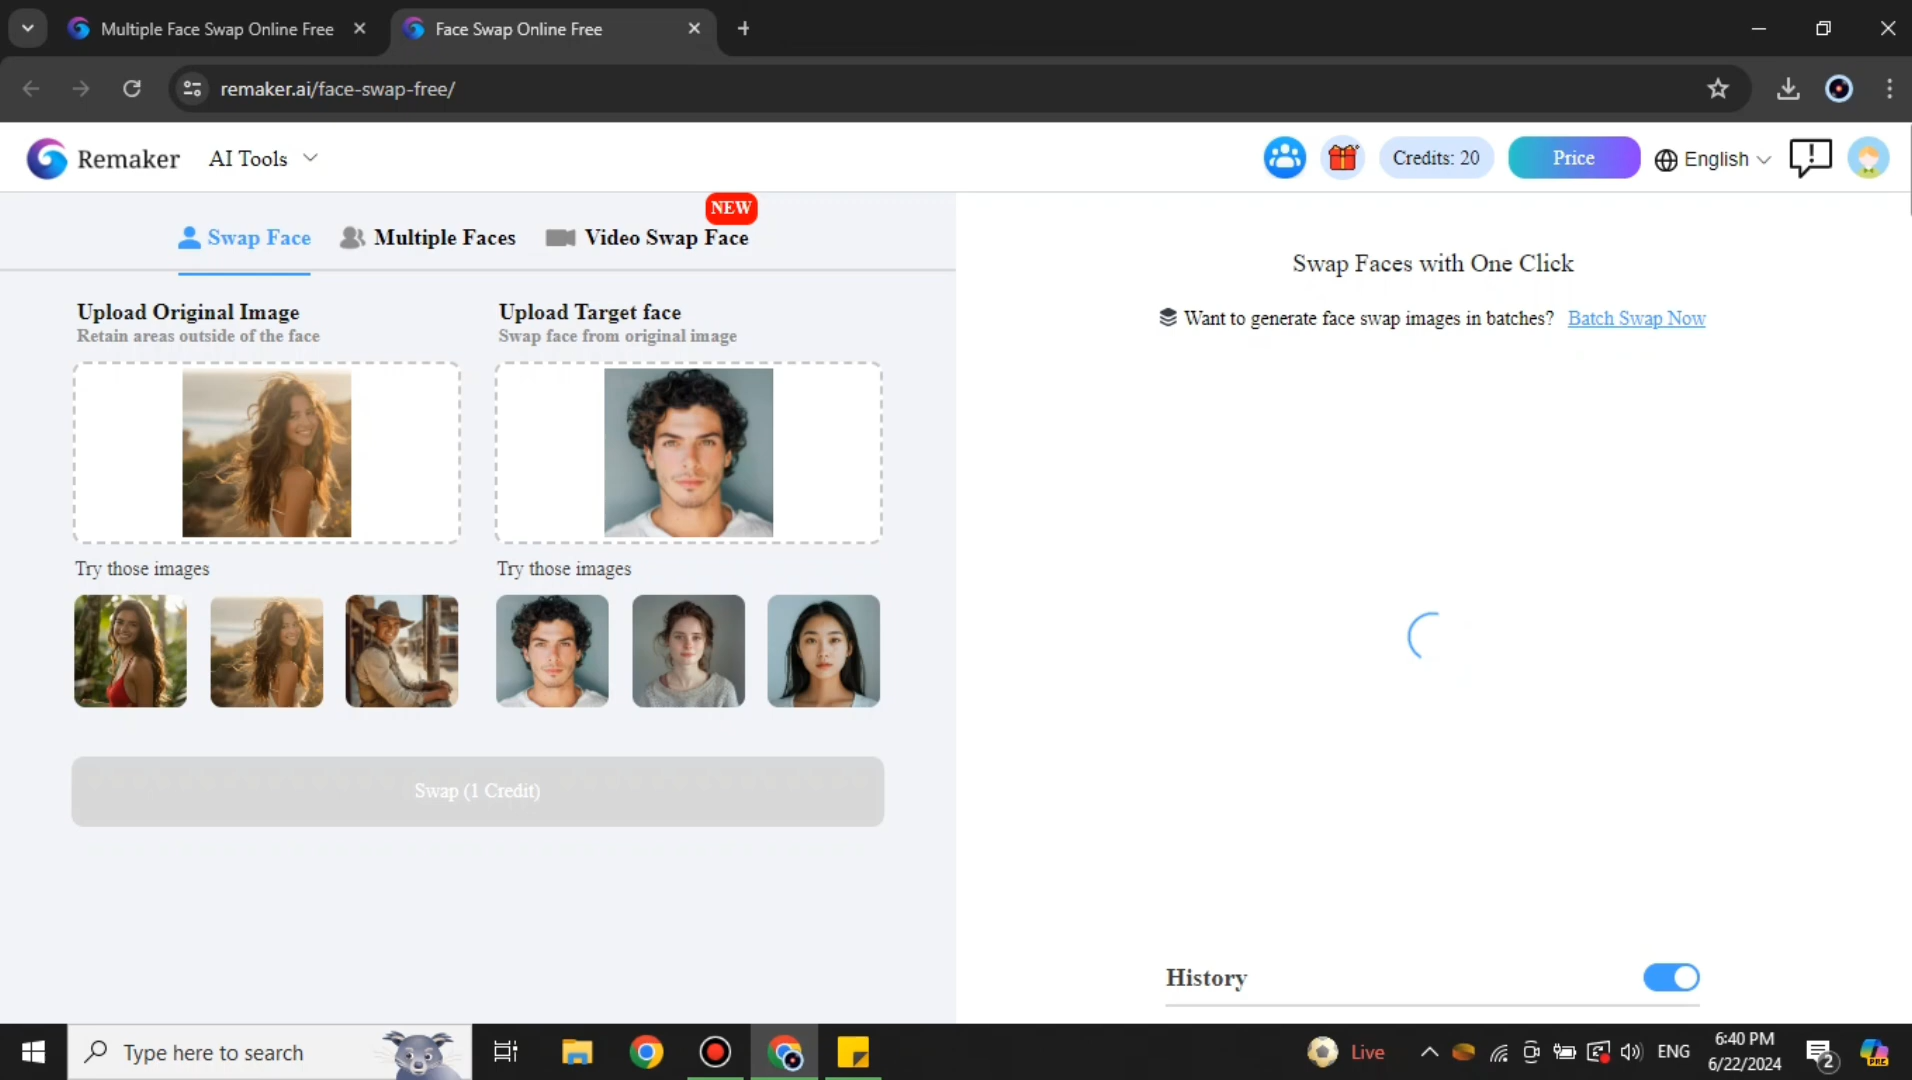 Multiple Face Swap Online Free
Face Swap Online Free
remaker.ai/face-swap-free/
Remaker
AI Tools
Credits: 20
Price
English
NEW
Swap Face
Multiple Faces
Video Swap Face
Upload Original Image
Retain areas outside of the face
Upload Target face
Swap face from original image
Try those images
Try those images
Swap (1 Credit)
Swap Faces with One Click
Want to generate face swap images in batches? Batch Swap Now
History
Type here to search
Live
ENG
6:40 PM
6/22/2024
2
PRE